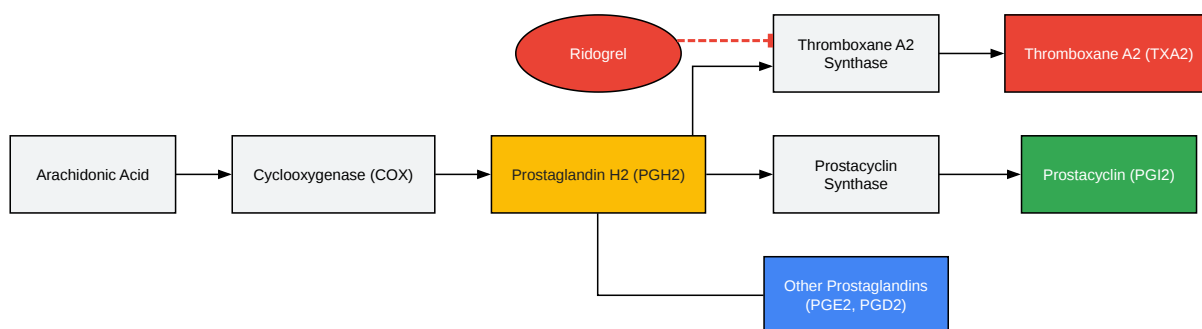 Ridogrel
Thromboxane A2
Synthase
Thromboxane A2 (TXA2)
Arachidonic Acid
Cyclooxygenase (COX)
Prostaglandin H2 (PGH2)
Prostacyclin
Synthase
Prostacyclin (PGI2)
Other Prostaglandins
(PGE2, PGD2)